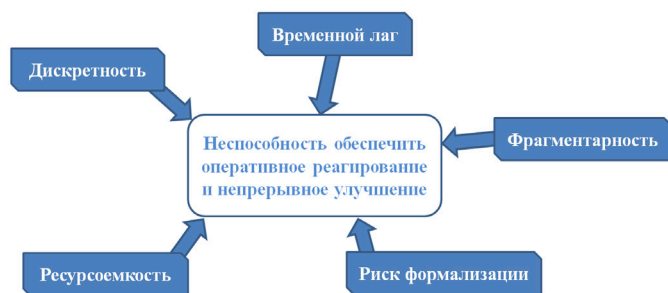 Временной лаг
Дискретность
Неспособность обеспечить
оперативное реагирование
и непрерывное улучшение
Фрагментарность
Ресурсоемкость
Риск формализации